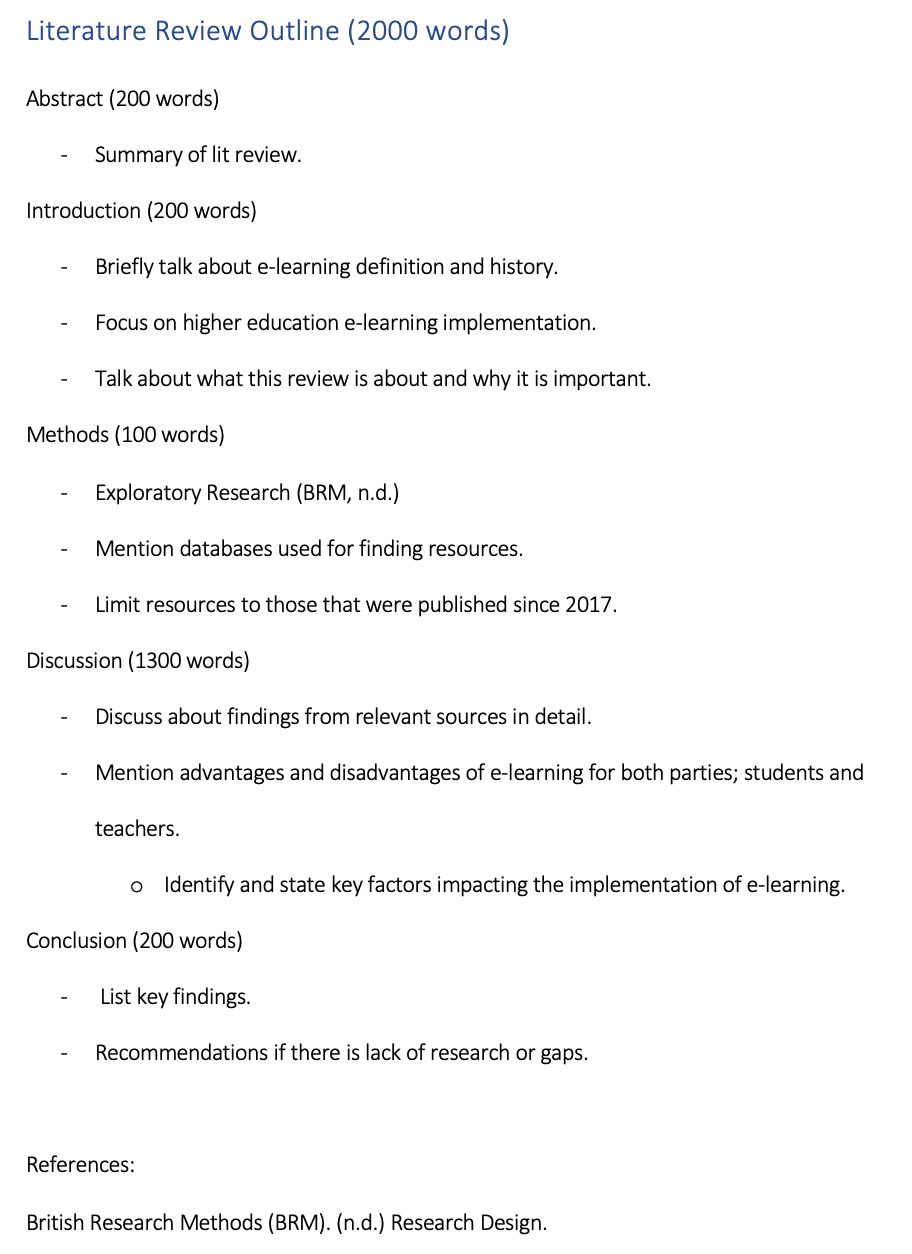 Literature Review Outline (2000 words)
Abstract (200 words)
- Summary of lit review.
Introduction (200 words)
- Briefly talk about e-learning definition and history.
- Focus on higher education e-learning implementation.
- Talk about what this review is about and why it is important.
Methods (100 words)
- Exploratory Research (BRM, n.d.)
- Mention databases used for finding resources.
- Limit resources to those that were published since 2017.
Discussion (1300 words)
- Discuss about findings from relevant sources in detail.
- Mention advantages and disadvantages of e-learning for both parties; students and
teachers.
o Identify and state key factors impacting the implementation of e-learning.
Conclusion (200 words)
- List key findings.
- Recommendations if there is lack of research or gaps.
References:
British Research Methods (BRM). (n.d.) Research Design.